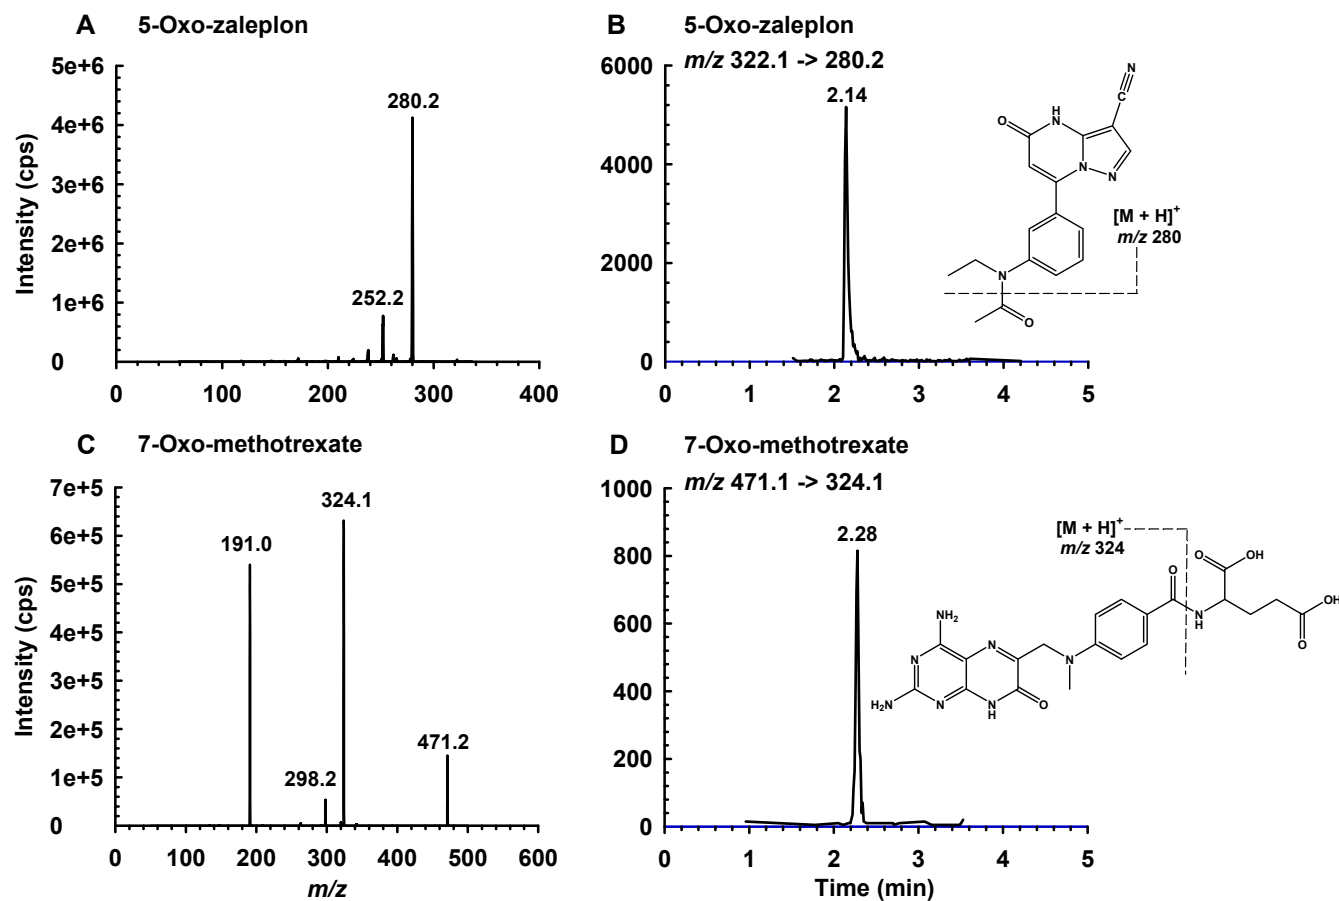 A 5-Oxo-zaleplon
5e+6
4e+6
3e+6
2e+6
1e+6
0
Intensity (cps)
280.2
252.2
0 100 200 300 400
B 5-Oxo-zaleplon
m/z 322.1 -> 280.2
6000
4000
2000
0
2.14
N
C
H
N
O
N
N
[M + H]+
m/z 280
N
O
0 1 2 3 4 5
C 7-Oxo-methotrexate
7e+5
6e+5
5e+5
4e+5
3e+5
2e+5
1e+5
0
Intensity (cps)
324.1
191.0
298.2
471.2
0 100 200 300 400 500 600
m/z
D 7-Oxo-methotrexate
m/z 471.1 -> 324.1
1000
800
600
400
200
0
2.28
[M + H]+
m/z 324
O
OH
O
N
H
OH
O
NH2
N
N
N
H2N
N
N
H
O
0 1 2 3 4 5
Time (min)